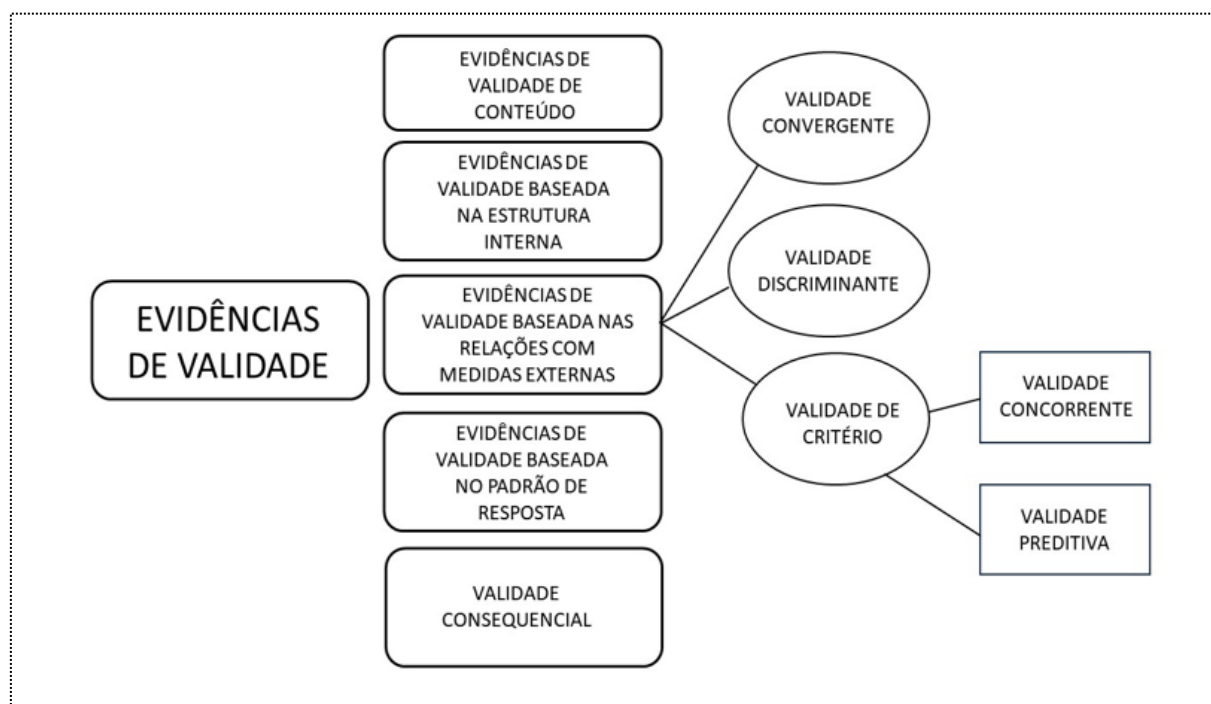 EVIDÊNCIAS
DE VALIDADE
EVIDÊNCIAS DE
VALIDADE DE
CONTEÚDO
EVIDÊNCIAS DE
VALIDADE BASEADA
NA ESTRUTURA
INTERNA
EVIDÊNCIAS DE
VALIDADE BASEADA NAS
RELAÇÕES COM
MEDIDAS EXTERNAS
EVIDÊNCIAS DE
VALIDADE BASEADA
NO PADRÃO DE
RESPOSTA
VALIDADE
CONSEQUENCIAL
VALIDADE
CONVERGENTE
VALIDADE
DISCRIMINANTE
VALIDADE DE
CRITÉRIO
VALIDADE
CONCORRENTE
VALIDADE
PREDITIVA